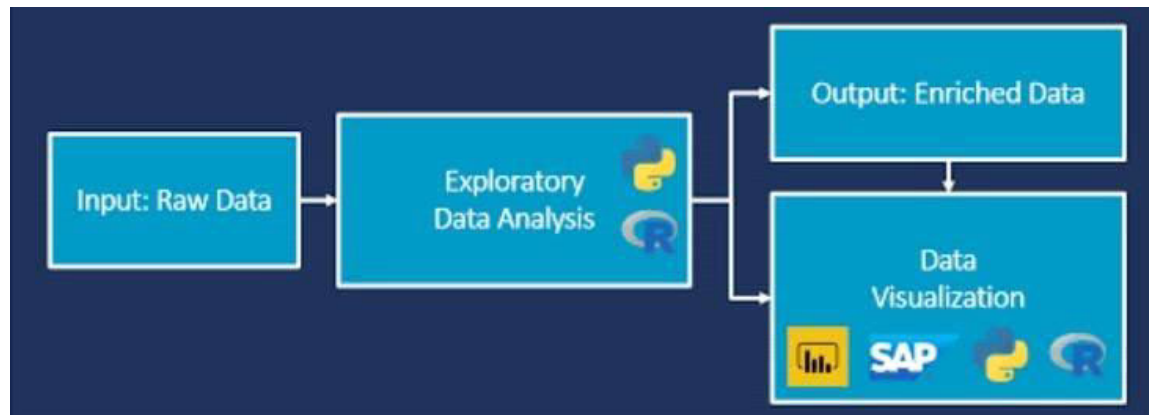 Input: Raw Data
Exploratory
Data Analysis
R
Output: Enriched Data
Data
Visualization
SAP
R